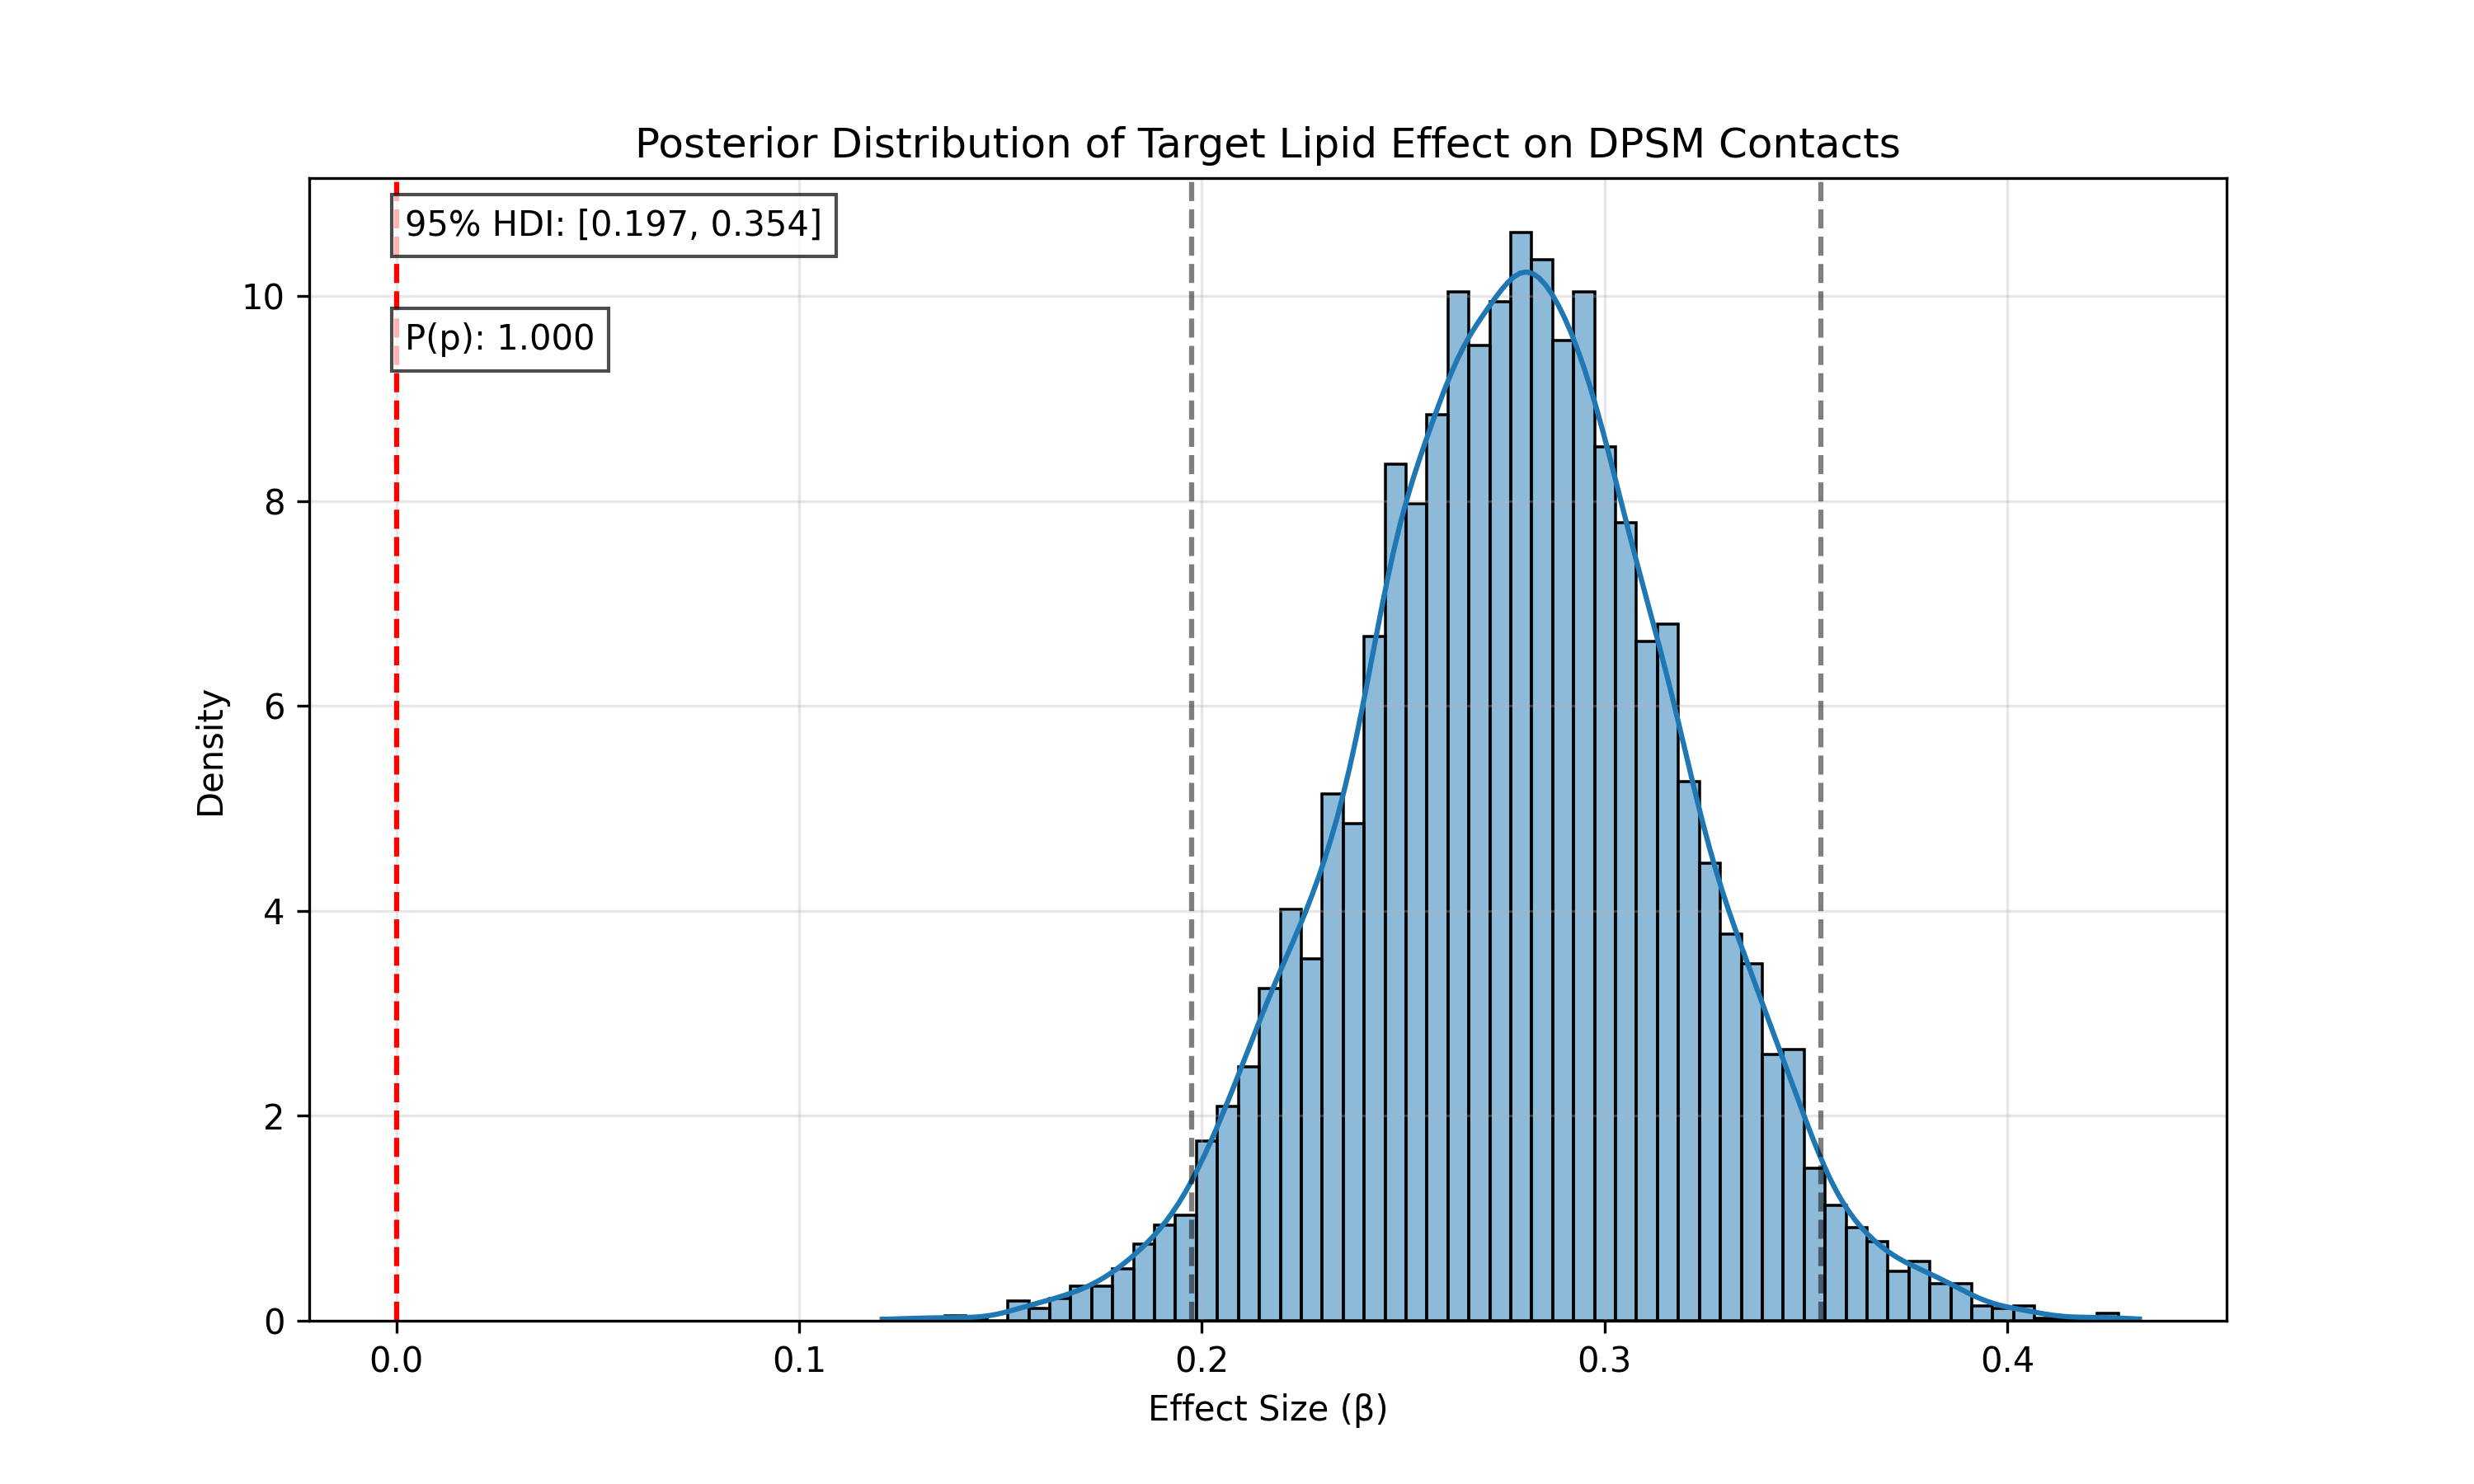 Posterior Distribution of Target Lipid Effect on DPSM Contacts
95% HDI: [0.197, 0.354]
P(p): 1.000
Density
10
8
6
4
2
0
0.0 0.1 0.2 0.3 0.4
Effect Size (β)